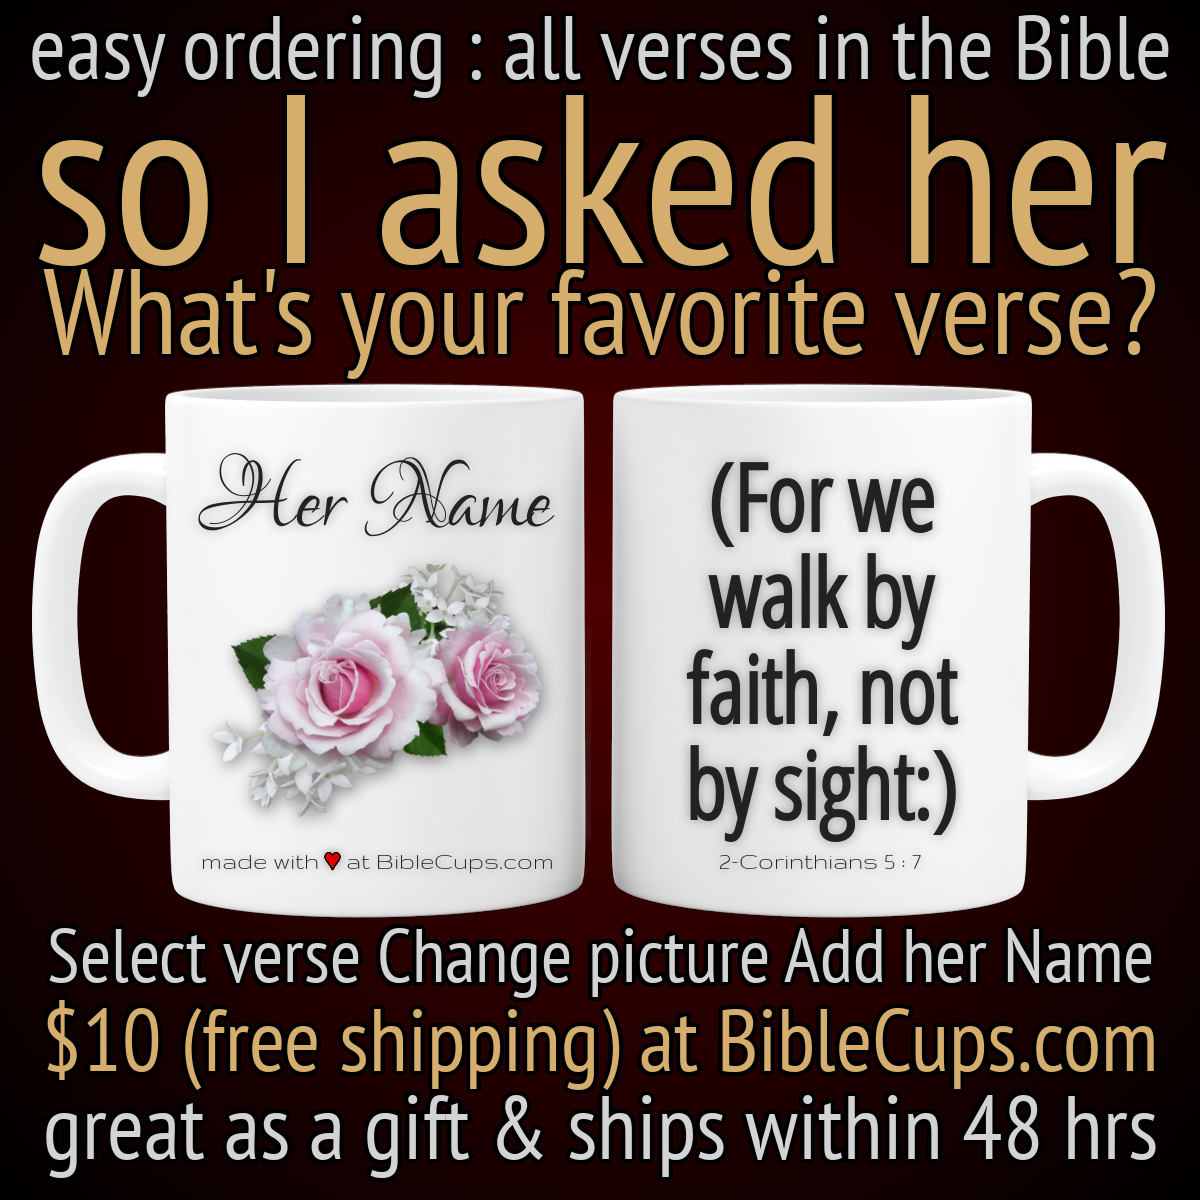 easy ordering : all verses in the Bible
so I asked her
What's your favorite verse?
Her Name
made with ♥ at BibleCups.com
(For we
walk by
faith, not
by sight:)
2-Corinthians 5 : 7
Select verse Change picture Add her Name
$10 (free shipping) at BibleCups.com
great as a gift & ships within 48 hrs